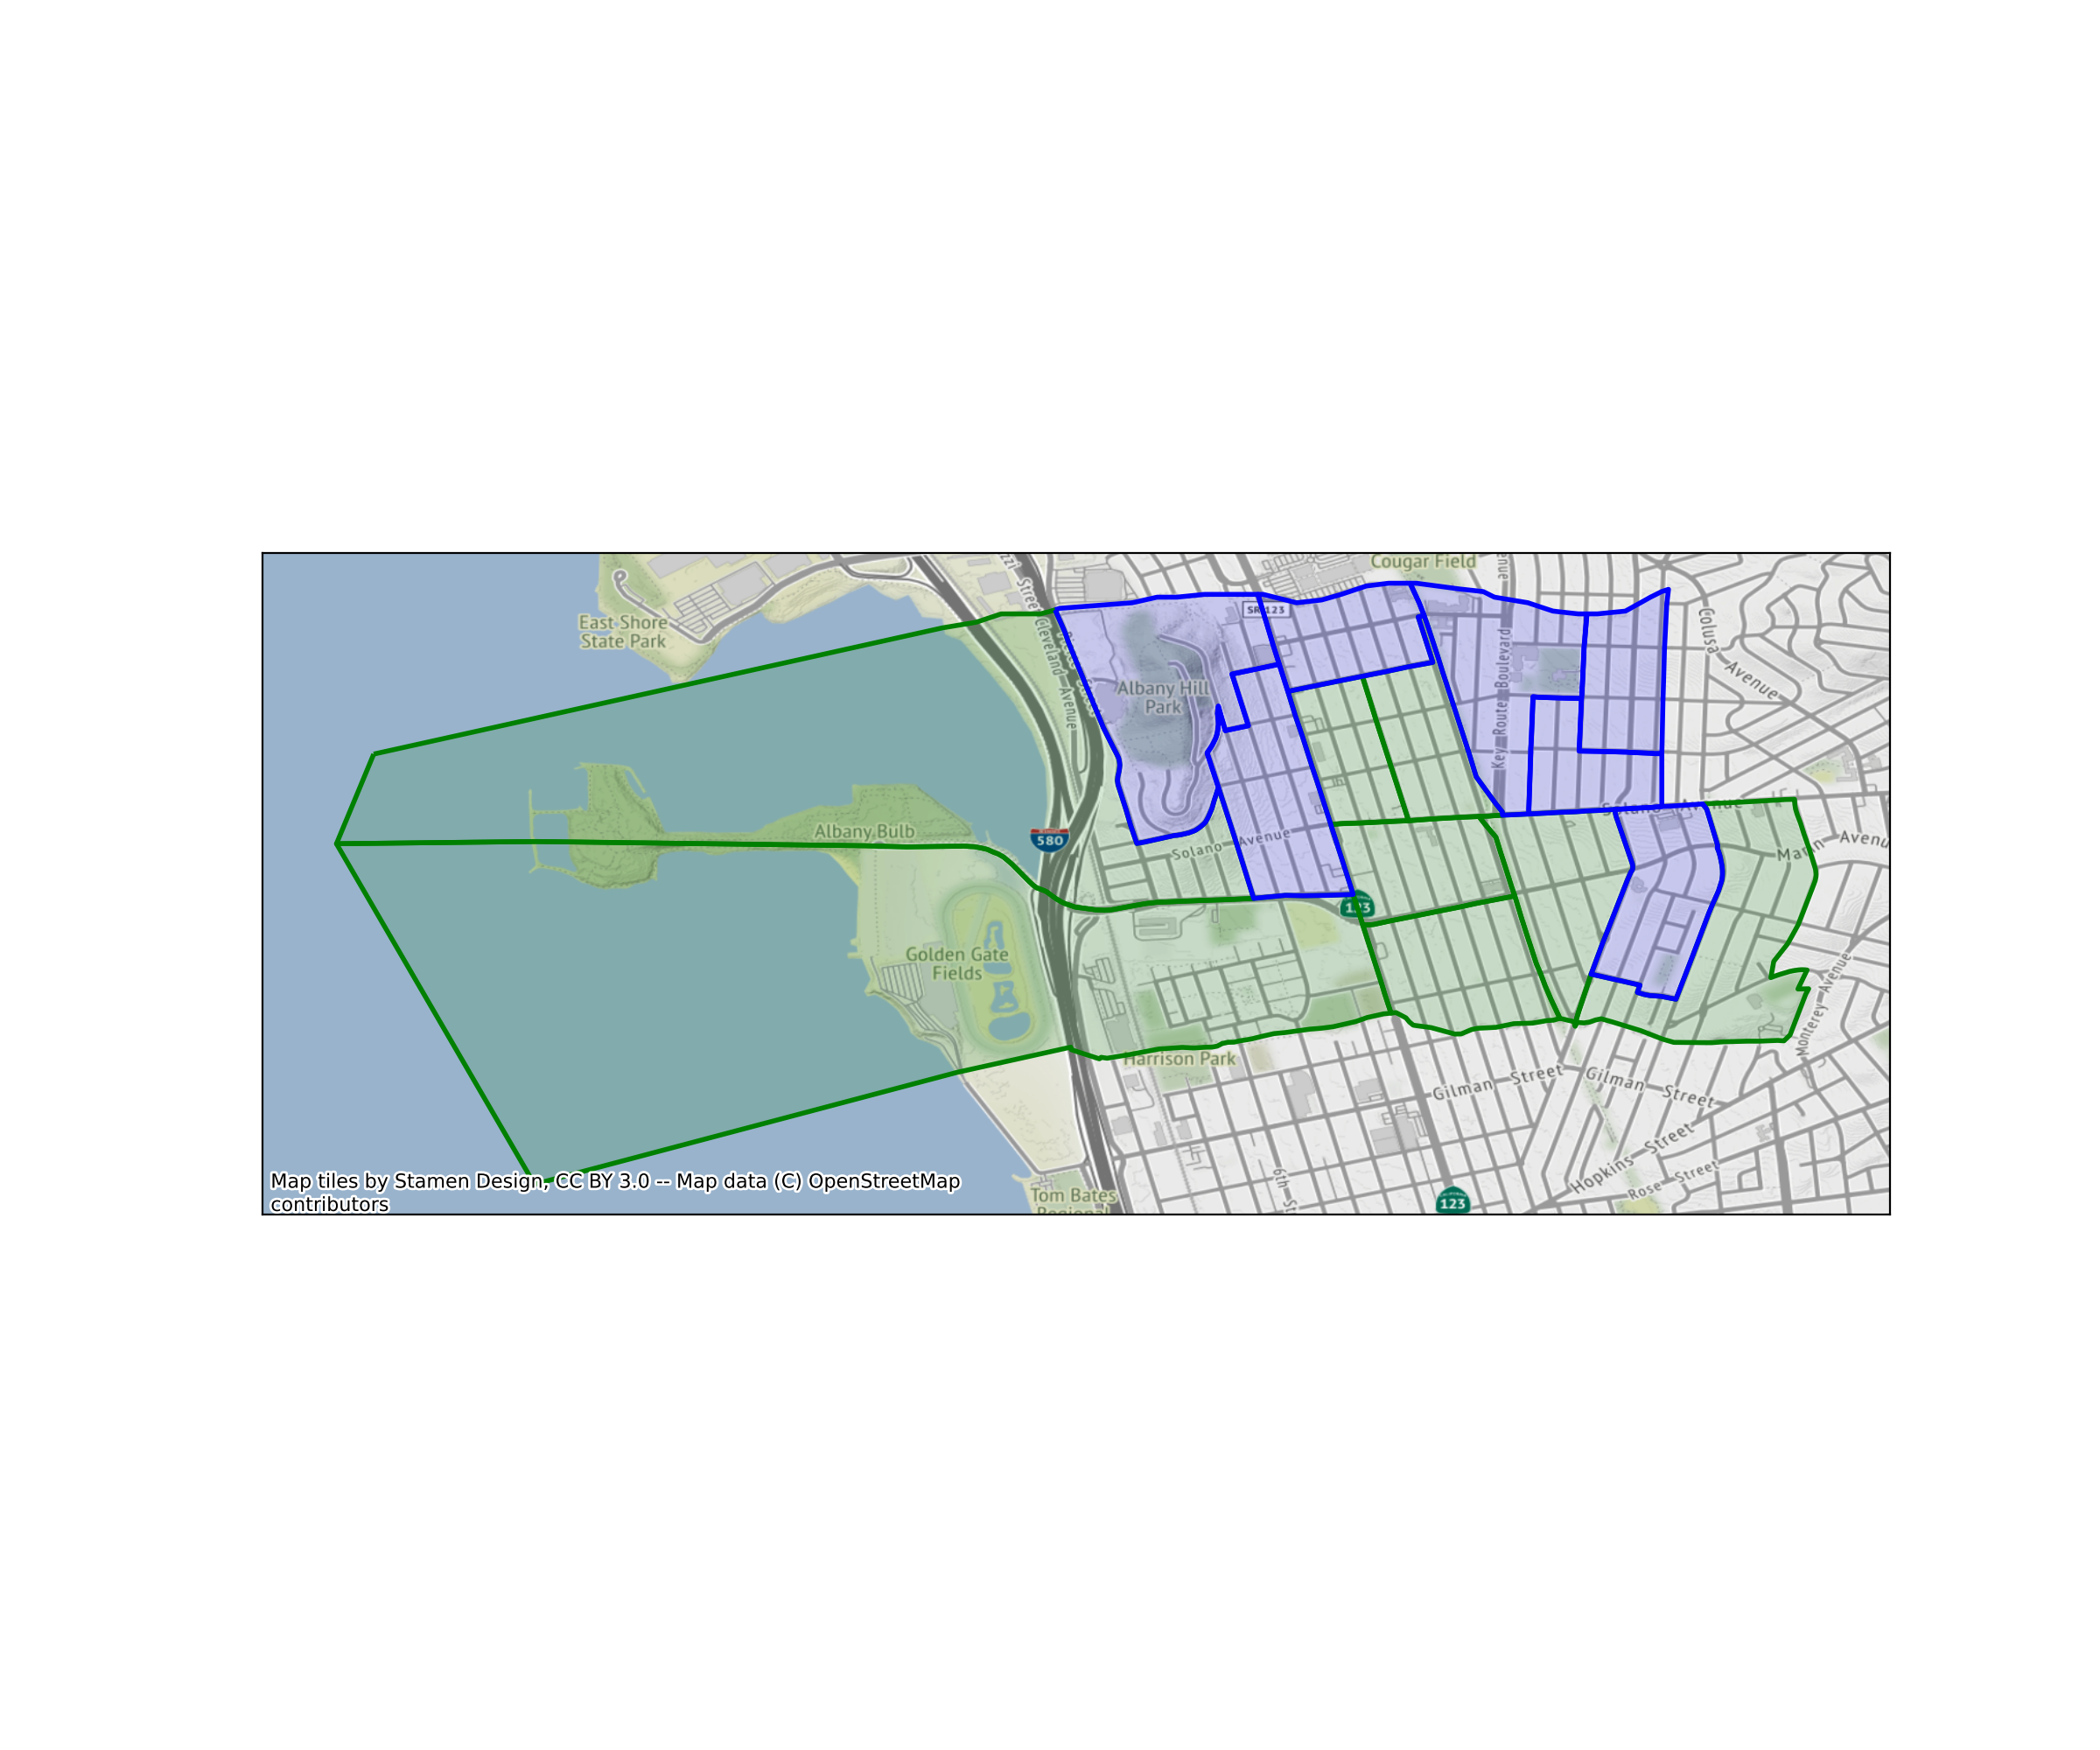 Cougar Field
East Shore
State Park
Street
Cleveland Avenue
SR 123
Colusa
Avenue
Key Route Boulevard
Albany Hill
Park
Albany Bulb
580
Solano Avenue
Solano Avenue
Marin Avenu
123
Golden Gate
Fields
Monterey Avenue
Harrison Park
Gilman Street
Gilman Street
Hopkins Street
Rose Street
6th St
Map tiles by Stamen Design, CC BY 3.0 -- Map data (C) OpenStreetMap
contributors
Tom Bates
Regional
123